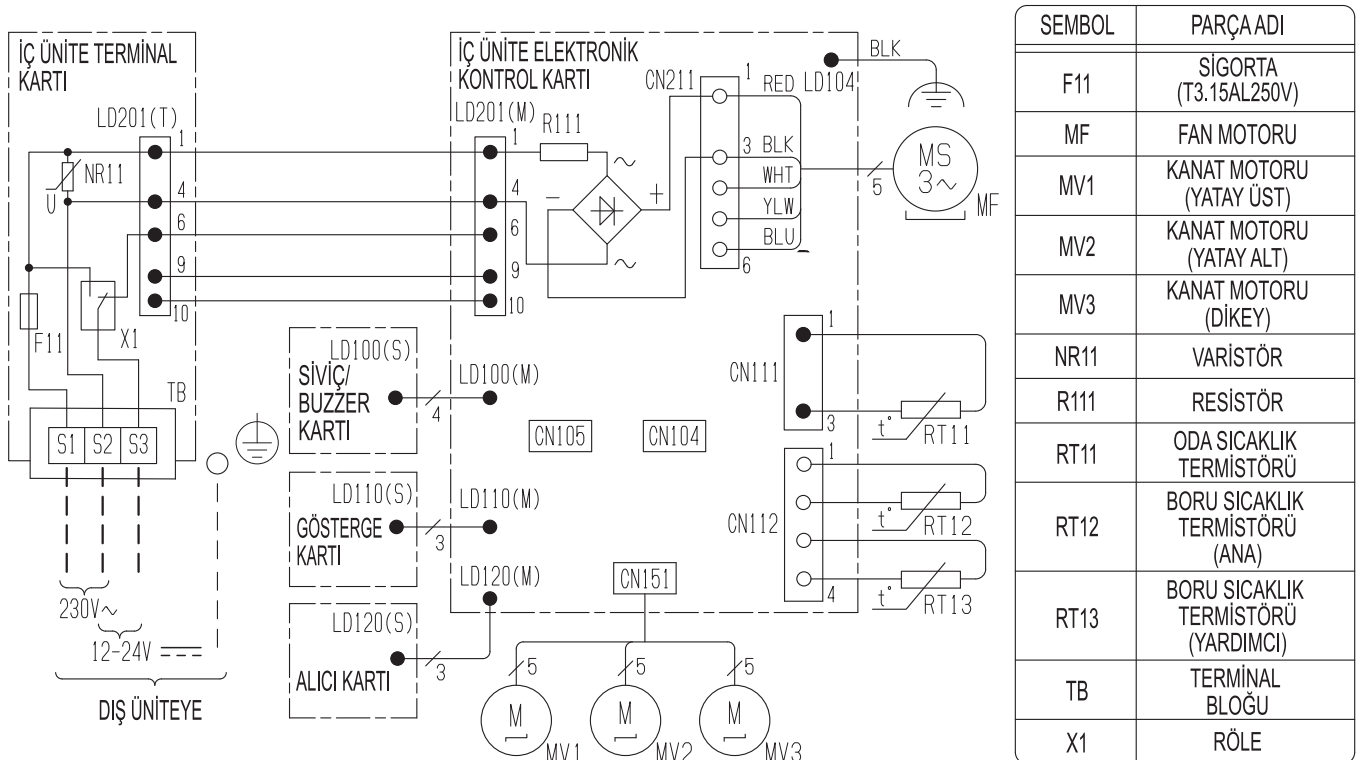 İÇ ÜNİTE TERMİNAL
KARTI
LD201(T)
1
NR11
U
4
6
9
10
F11
X1
TB
S1 S2 S3
230V～
12-24V
DIŞ ÜNİTEYE
İÇ ÜNİTE ELEKTRONİK
KONTROL KARTI
LD201(M)
1
R111
4
6
9
10
～
－
+
～
CN211
1
RED
3
BLK
WHT
YLW
BLU
6
LD104
BLK
5
MS
3～
MF
SİVİÇ/
BUZZER
KARTI
LD100(S)
4
LD100(M)
GÖSTERGE
KARTI
LD110(S)
3
LD110(M)
ALICI KARTI
LD120(S)
3
LD120(M)
CN105
CN104
CN111
1
3
t°
RT11
CN112
1
t°
RT12
4
t°
RT13
CN151
5
5
5
M
M
M
MV1
MV2
MV3
SEMBOL PARÇA ADI
F11 SİGORTA
(T3.15AL250V)
MF FAN MOTORU
MV1 KANAT MOTORU
(YATAY ÜST)
MV2 KANAT MOTORU
(YATAY ALT)
MV3 KANAT MOTORU
(DİKEY)
NR11 VARİSTÖR
R111 RESİSTÖR
RT11 ODA SICAKLIK
TERMİSTÖRÜ
RT12 BORU SICAKLIK
TERMİSTÖRÜ
(ANA)
RT13 BORU SICAKLIK
TERMİSTÖRÜ
(YARDIMCI)
TB TERMİNAL
BLOĞU
X1 RÖLE